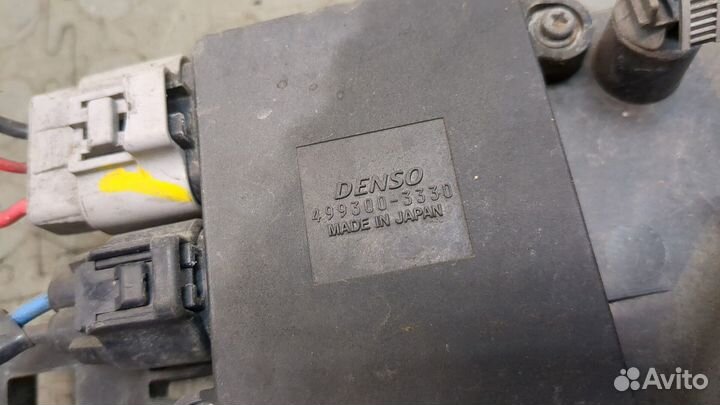 DENSO
499300-3330
MADE IN JAPAN
Avito